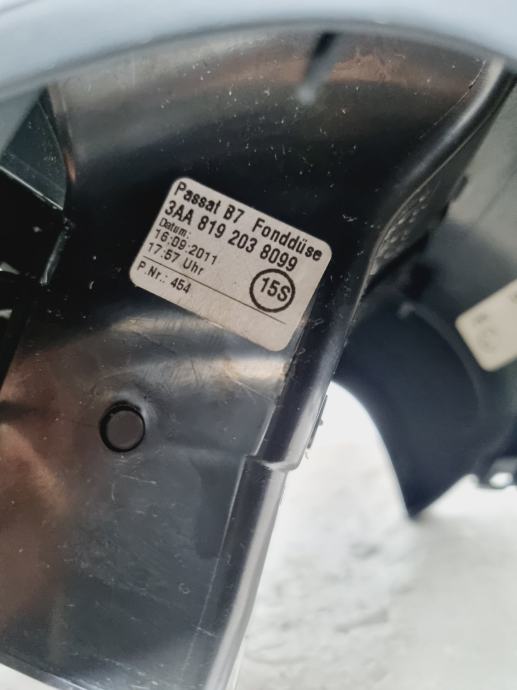 Passat B7 Fonddüse
3AA 819 203 8099
Datum:
16.09.2011
17:57 Uhr
15S
P.Nr.: 454